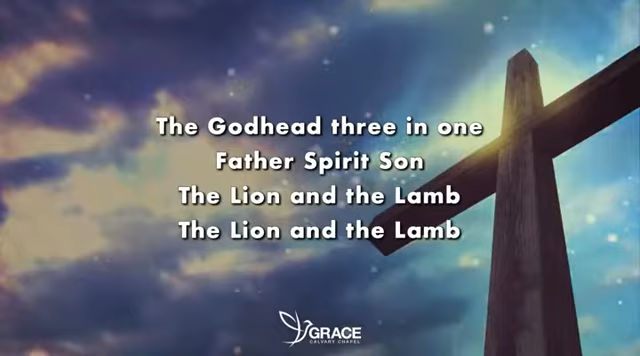 The Godhead three in one
Father Spirit Son
The Lion and the Lamb
The Lion and the Lamb
GRACE
CALVARY CHAPEL